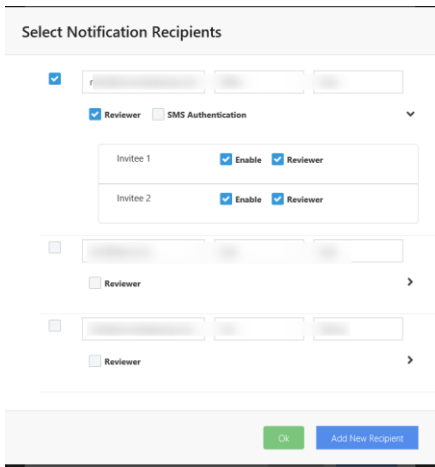 Select Notification Recipients
Reviewer SMS Authentication
Invitee 1 Enable Reviewer
Invitee 2 Enable Reviewer
Reviewer
Reviewer
Ok Add New Recipient